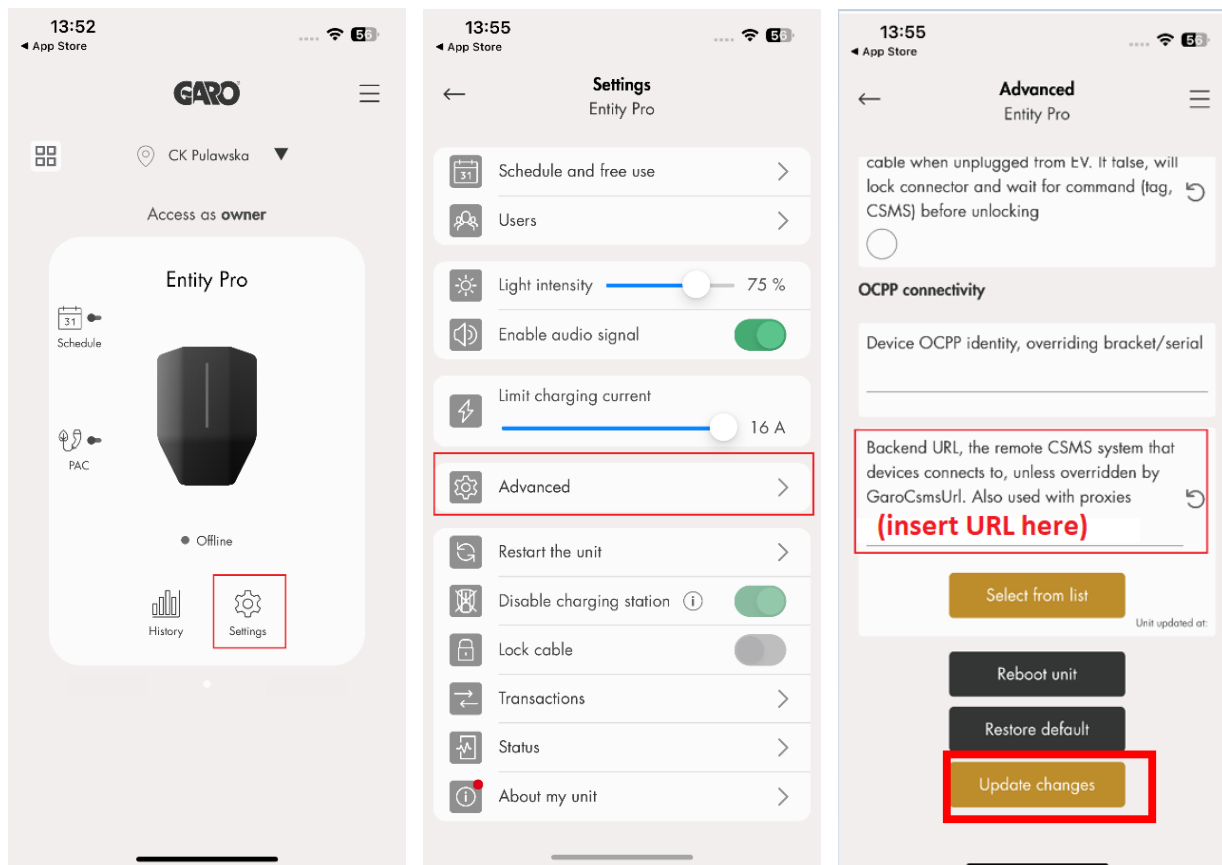 13:52
◀ App Store
56
GARO
CK Pulawska ▼
Access as owner
Entity Pro
31
Schedule
PAC
Offline
History
Settings
13:55
◀ App Store
56
Settings
Entity Pro
31
Schedule and free use
Users
Light intensity
75 %
Enable audio signal
Limit charging current
16 A
Advanced
Restart the unit
Disable charging station
Lock cable
Transactions
Status
About my unit
13:55
◀ App Store
56
Advanced
Entity Pro
cable when unplugged from EV. If false, will
lock connector and wait for command (tag,
CSMS) before unlocking
OCPP connectivity
Device OCPP identity, overriding bracket/serial
Backend URL, the remote CSMS system that
devices connects to, unless overridden by
GaroCsmsUrl. Also used with proxies
(insert URL here)
Select from list
Unit updated at:
Reboot unit
Restore default
Update changes